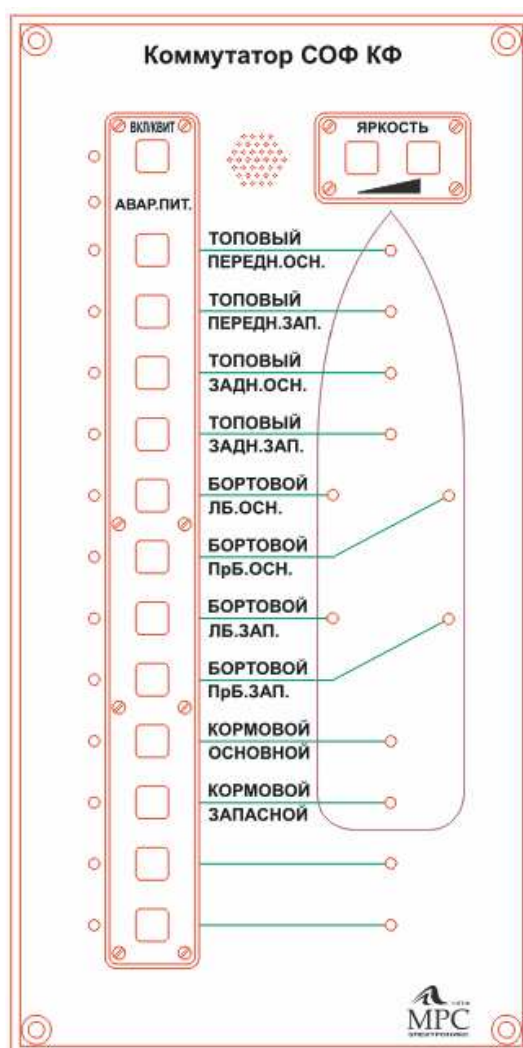 Коммутатор СОФ КФ
ВКЛ/КВИТ
ЯРКОСТЬ
АВАР.ПИТ.
ТОПОВЫЙ
ПЕРЕДН.ОСН.
ТОПОВЫЙ
ПЕРЕДН.ЗАП.
ТОПОВЫЙ
ЗАДН.ОСН.
ТОПОВЫЙ
ЗАДН.ЗАП.
БОРТОВОЙ
ЛБ.ОСН.
БОРТОВОЙ
ПрБ.ОСН.
БОРТОВОЙ
ЛБ.ЗАП.
БОРТОВОЙ
ПрБ.ЗАП.
КОРМОВОЙ
ОСНОВНОЙ
КОРМОВОЙ
ЗАПАСНОЙ
МРС